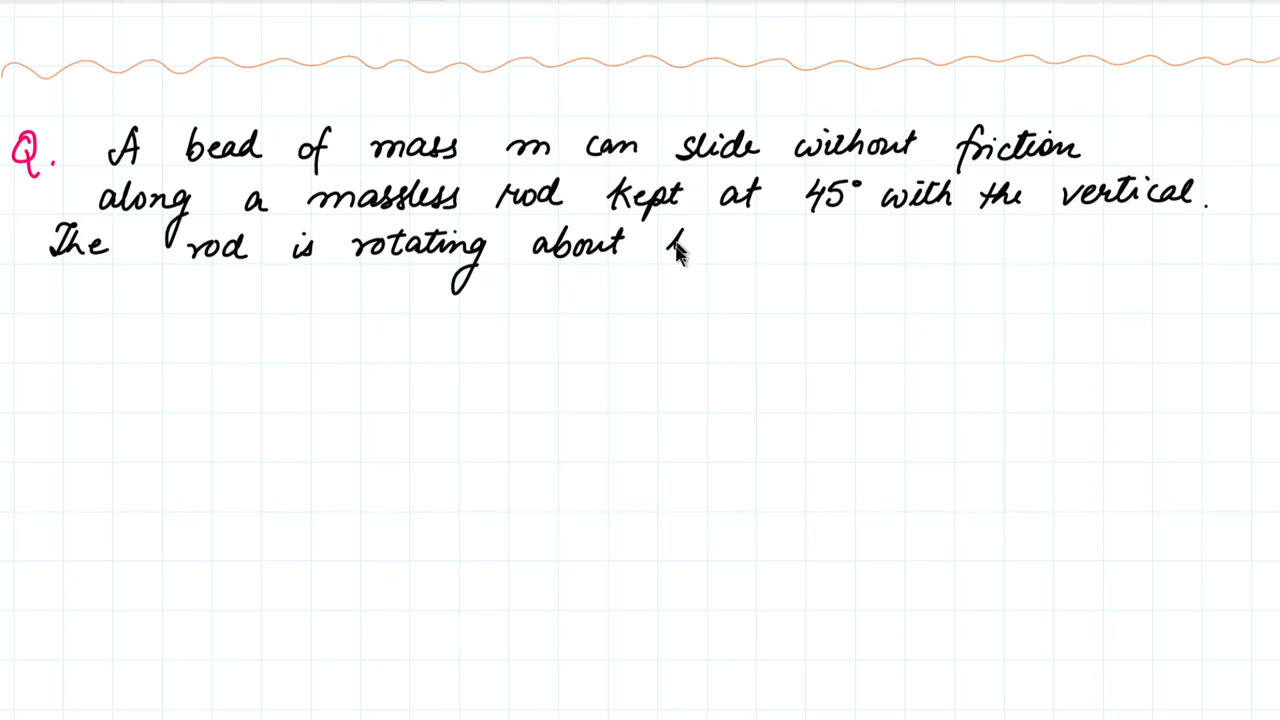 Q. A bead of mass m can slide without friction
along a massless rod kept at 45° with the vertical.
The rod is rotating about